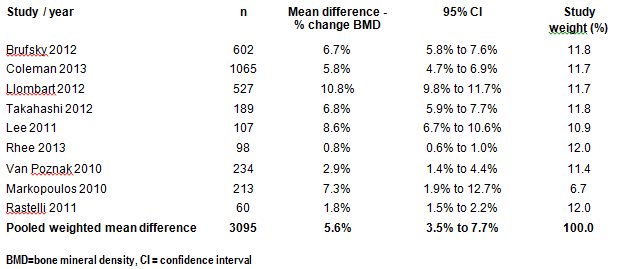 Study / year n Mean difference - % change BMD 95% CI Study weight (%)
Brufsky 2012 602 6.7% 5.8% to 7.6% 11.8
Coleman 2013 1065 5.8% 4.7% to 6.9% 11.7
Llombart 2012 527 10.8% 9.8% to 11.7% 11.7
Takahashi 2012 189 6.8% 5.9% to 7.7% 11.8
Lee 2011 107 8.6% 6.7% to 10.6% 10.9
Rhee 2013 98 0.8% 0.6% to 1.0% 12.0
Van Poznak 2010 234 2.9% 1.4% to 4.4% 11.4
Markopoulos 2010 213 7.3% 1.9% to 12.7% 6.7
Rastelli 2011 60 1.8% 1.5% to 2.2% 12.0
Pooled weighted mean difference 3095 5.6% 3.5% to 7.7% 100.0
BMD=bone mineral density, CI = confidence interval